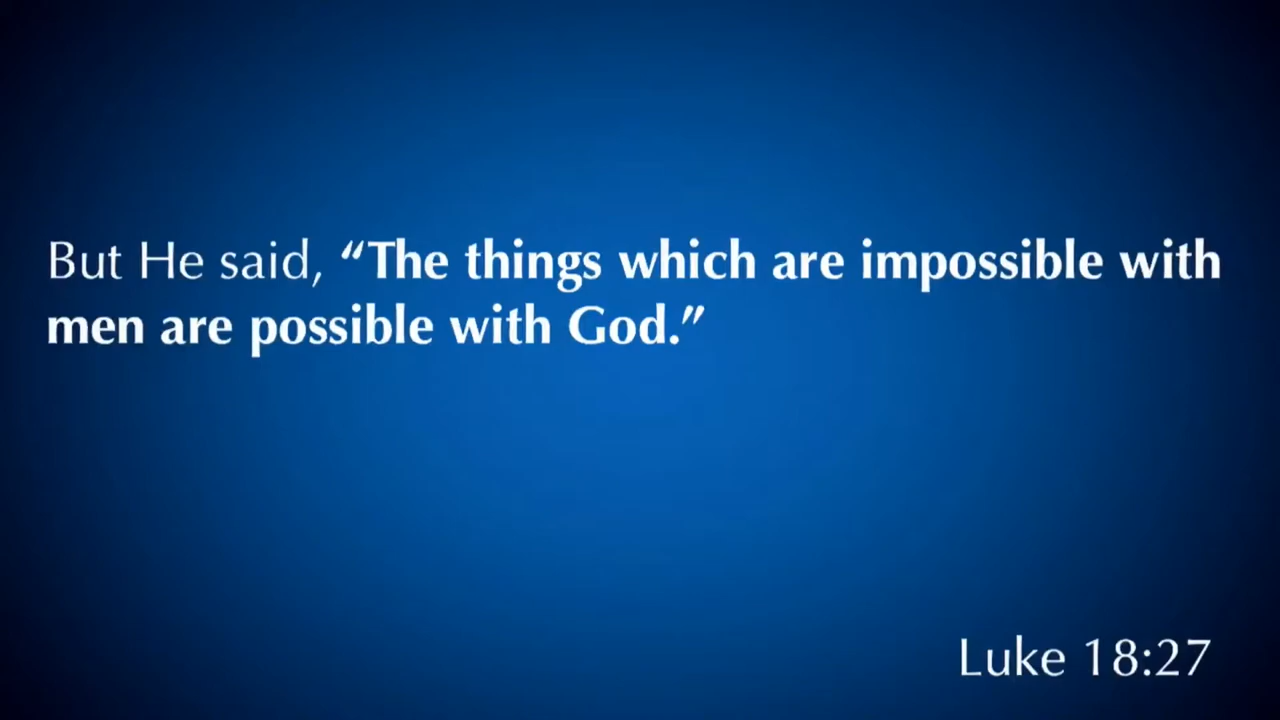 But He said, “The things which are impossible with
men are possible with God.”
Luke 18:27